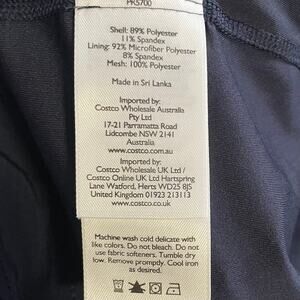 PRS700
Shell: 89% Polyester
11% Spandex
Lining: 92% Microfiber Polyester
8% Spandex
Mesh: 100% Polyester
Made in Sri Lanka
Imported by:
Costco Wholesale Australia
Pty Ltd
17-21 Parramatta Road
Lidcombe NSW 2141
Australia
www.costco.com.au
Imported by:
Costco Wholesale UK Ltd /
Costco Online UK Ltd Hartspring
Lane Watford, Herts WD25 8JS
United Kingdom 01923 213113
www.costco.co.uk
Machine wash cold delicate with
like colors. Do not bleach. Do not
use fabric softeners. Tumble dry
low. Remove promptly. Cool iron
as desired.